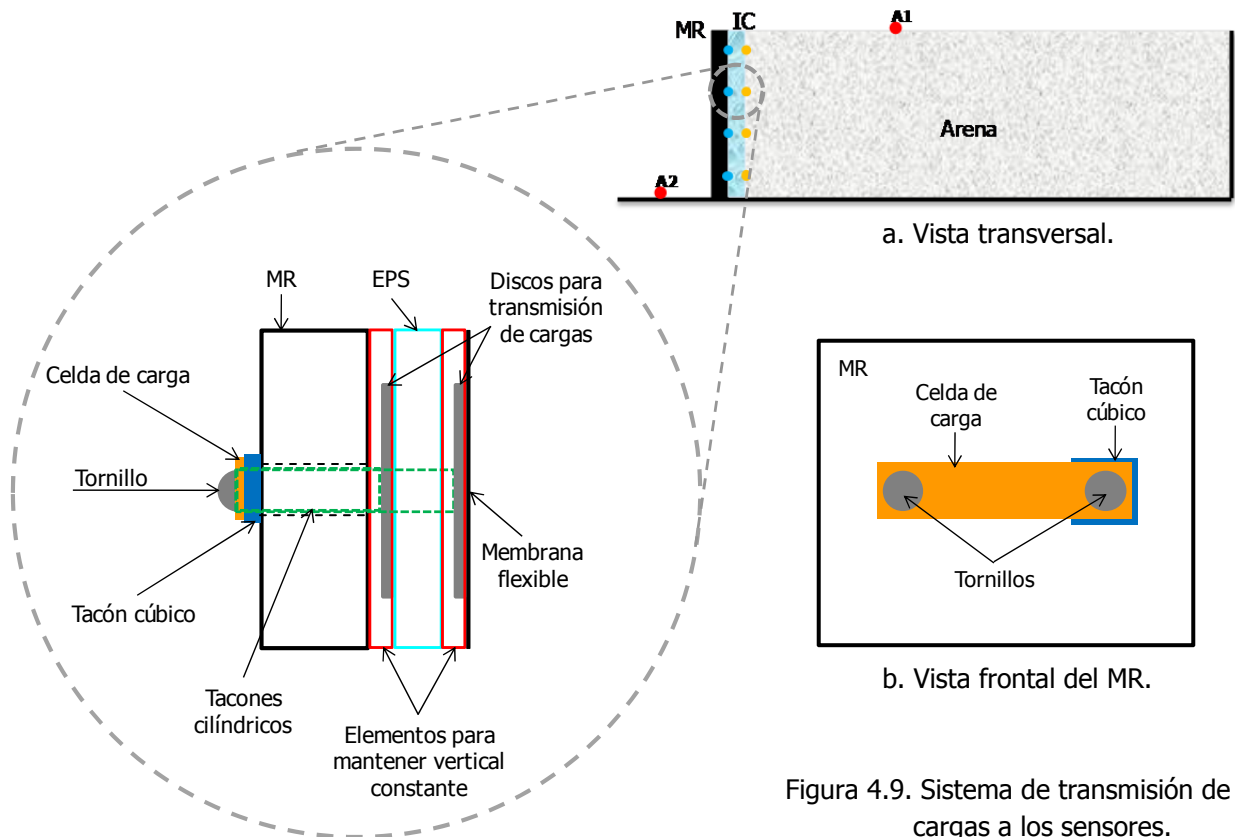 MR
IC
A1
Arena
A2
a. Vista transversal.
MR
EPS
Discos para
transmisión
de cargas
Celda de carga
Tornillo
Tacón cúbico
Tacones
cilíndricos
Elementos para
mantener vertical
constante
Membrana
flexible
MR
Celda de
carga
Tacón
cúbico
Tornillos
b. Vista frontal del MR.
Figura 4.9. Sistema de transmisión de
cargas a los sensores.